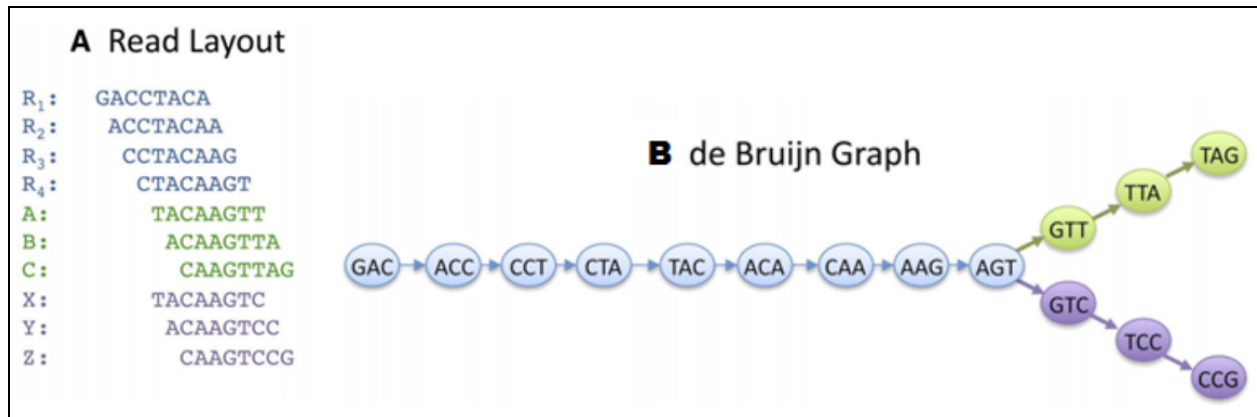 A Read Layout
R₁: GACCTACA
R₂: ACCTACAA
R₃: CCTACAAG
R₄: CTACAAGT
A: TACAAGTT
B: ACAAGTTA
C: CAAGTTAG
X: TACAAGTC
Y: ACAAGTCC
Z: CAAGTCCG
B de Bruijn Graph
GAC ACC CCT CTA TAC ACA CAA AAG AGT
GTT
TTA
TAG
GTC
TCC
CCG